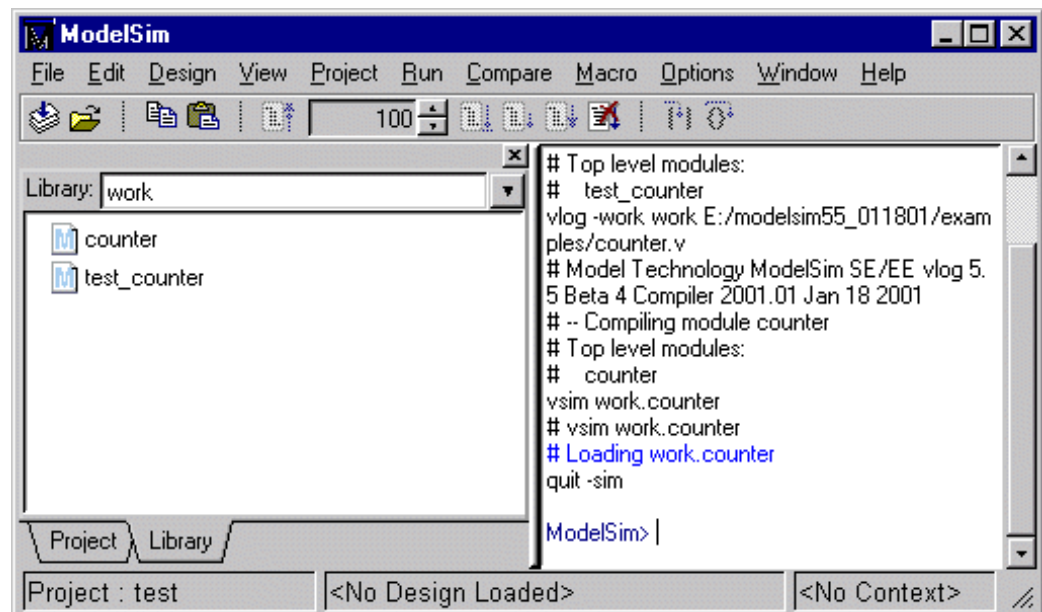 ModelSim
File Edit Design View Project Run Compare Macro Options Window Help
100
Library: work
counter
test_counter
Project Library
# Top level modules:
# test_counter
vlog -work work E:/modelsim55_011801/exam
ples/counter.v
# Model Technology ModelSim SE/EE vlog 5.
5 Beta 4 Compiler 2001.01 Jan 18 2001
# -- Compiling module counter
# Top level modules:
# counter
vsim work.counter
# vsim work.counter
# Loading work.counter
quit -sim
ModelSim>
Project : test <No Design Loaded> <No Context>